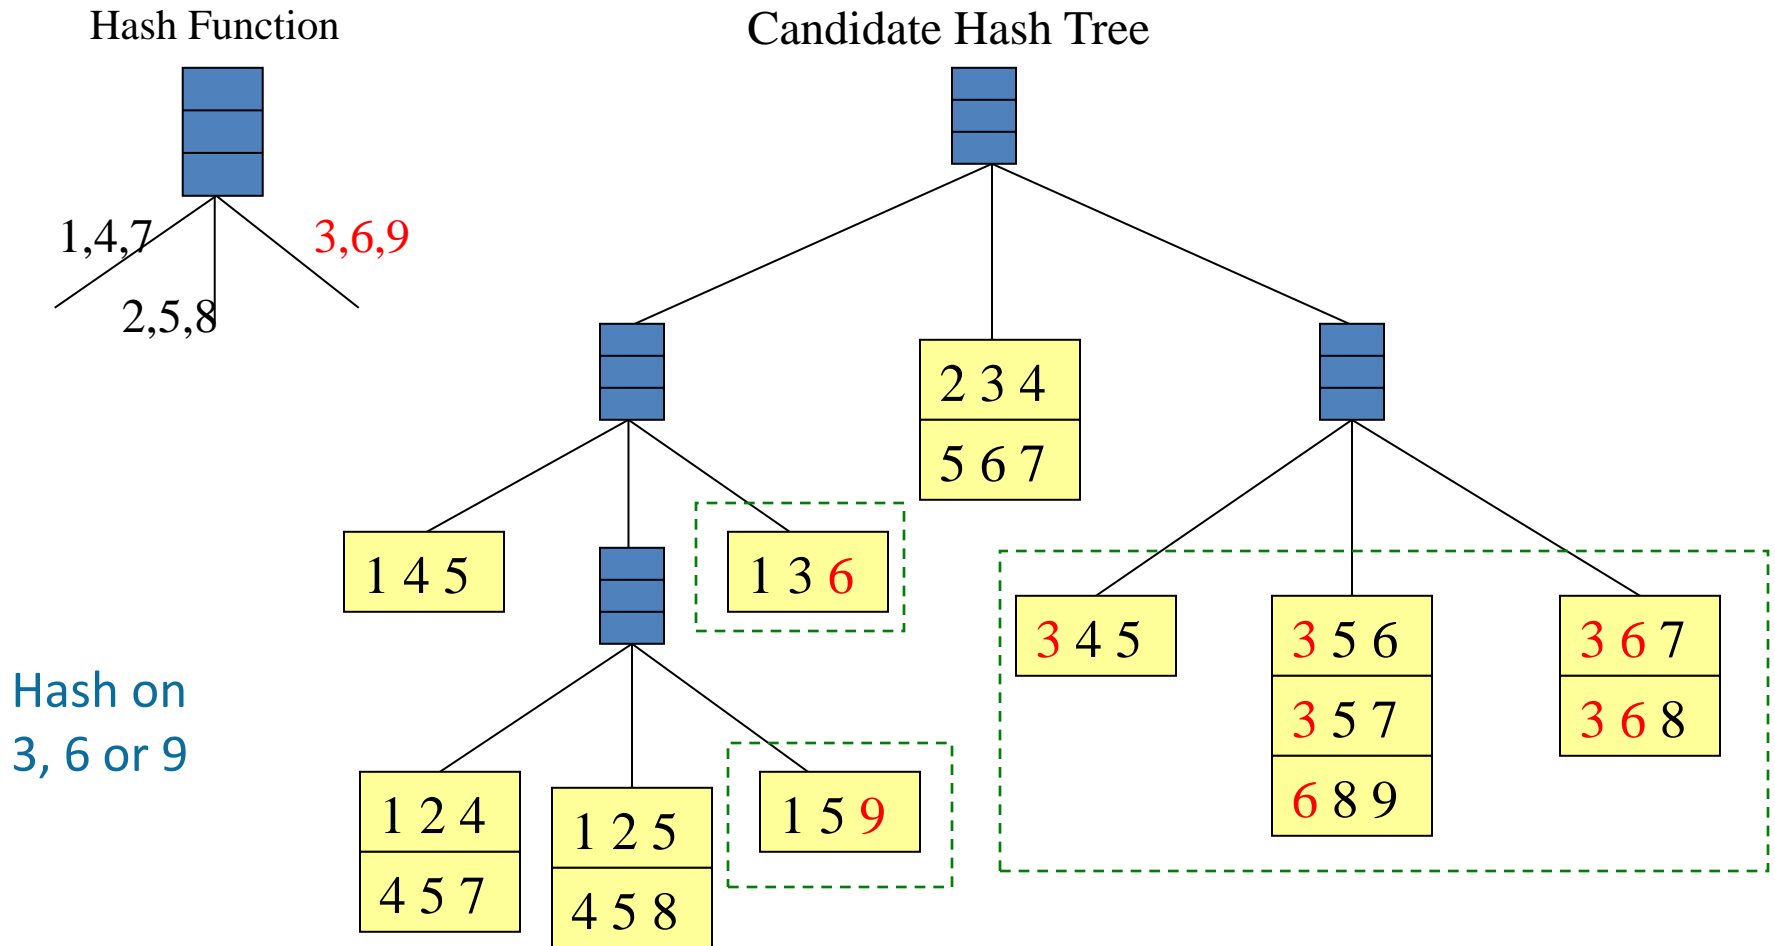 Hash Function
Candidate Hash Tree
1,4,7
3,6,9
2,5,8
2 3 4
5 6 7
1 4 5
1 3 6
3 4 5
3 5 6
3 6 7
3 5 7
3 6 8
6 8 9
Hash on
3, 6 or 9
1 2 4
1 2 5
1 5 9
4 5 7
4 5 8